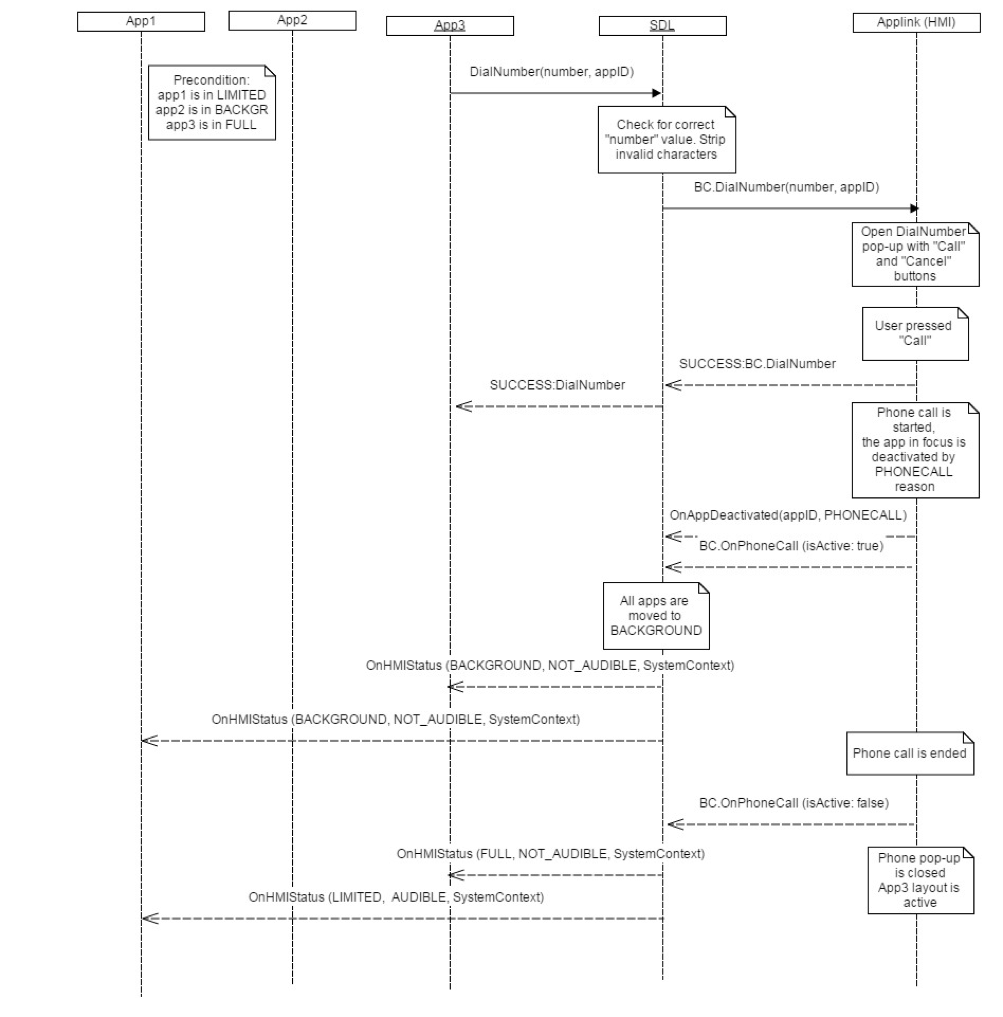 App1
App2
App3
SDL
Applink (HMI)
Precondition:
app1 is in LIMITED
app2 is in BACKGR
app3 is in FULL
DialNumber(number, appID)
Check for correct
"number" value. Strip
invalid characters
BC.DialNumber(number, appID)
Open DialNumber
pop-up with "Call"
and "Cancel"
buttons
User pressed
"Call"
SUCCESS:BC.DialNumber
SUCCESS:DialNumber
Phone call is
started,
the app in focus is
deactivated by
PHONECALL
reason
OnAppDeactivated(appID, PHONECALL)
BC.OnPhoneCall (isActive: true)
All apps are
moved to
BACKGROUND
OnHMIStatus (BACKGROUND, NOT_AUDIBLE, SystemContext)
OnHMIStatus (BACKGROUND, NOT_AUDIBLE, SystemContext)
Phone call is ended
BC.OnPhoneCall (isActive: false)
OnHMIStatus (FULL, NOT_AUDIBLE, SystemContext)
Phone pop-up
is closed
App3 layout is
active
OnHMIStatus (LIMITED, AUDIBLE, SystemContext)